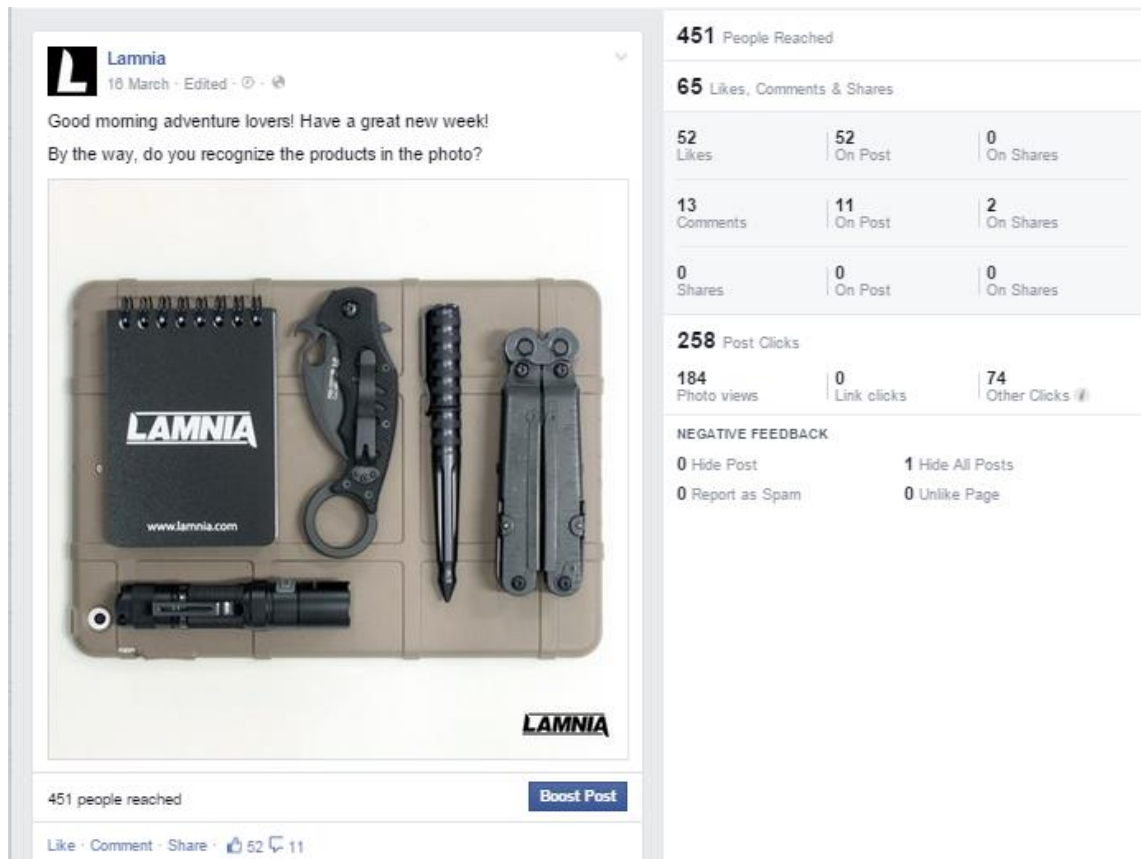 Lamnia
16 March · Edited ·
Good morning adventure lovers! Have a great new week!
By the way, do you recognize the products in the photo?
LAMNIA
www.lamnia.com
LAMNIA
451 people reached
Boost Post
Like · Comment · Share · 52 11
451 People Reached
65 Likes, Comments & Shares
52 52 0
Likes On Post On Shares
13 11 2
Comments On Post On Shares
0 0 0
Shares On Post On Shares
258 Post Clicks
184 0 74
Photo views Link clicks Other Clicks i
NEGATIVE FEEDBACK
0 Hide Post 1 Hide All Posts
0 Report as Spam 0 Unlike Page